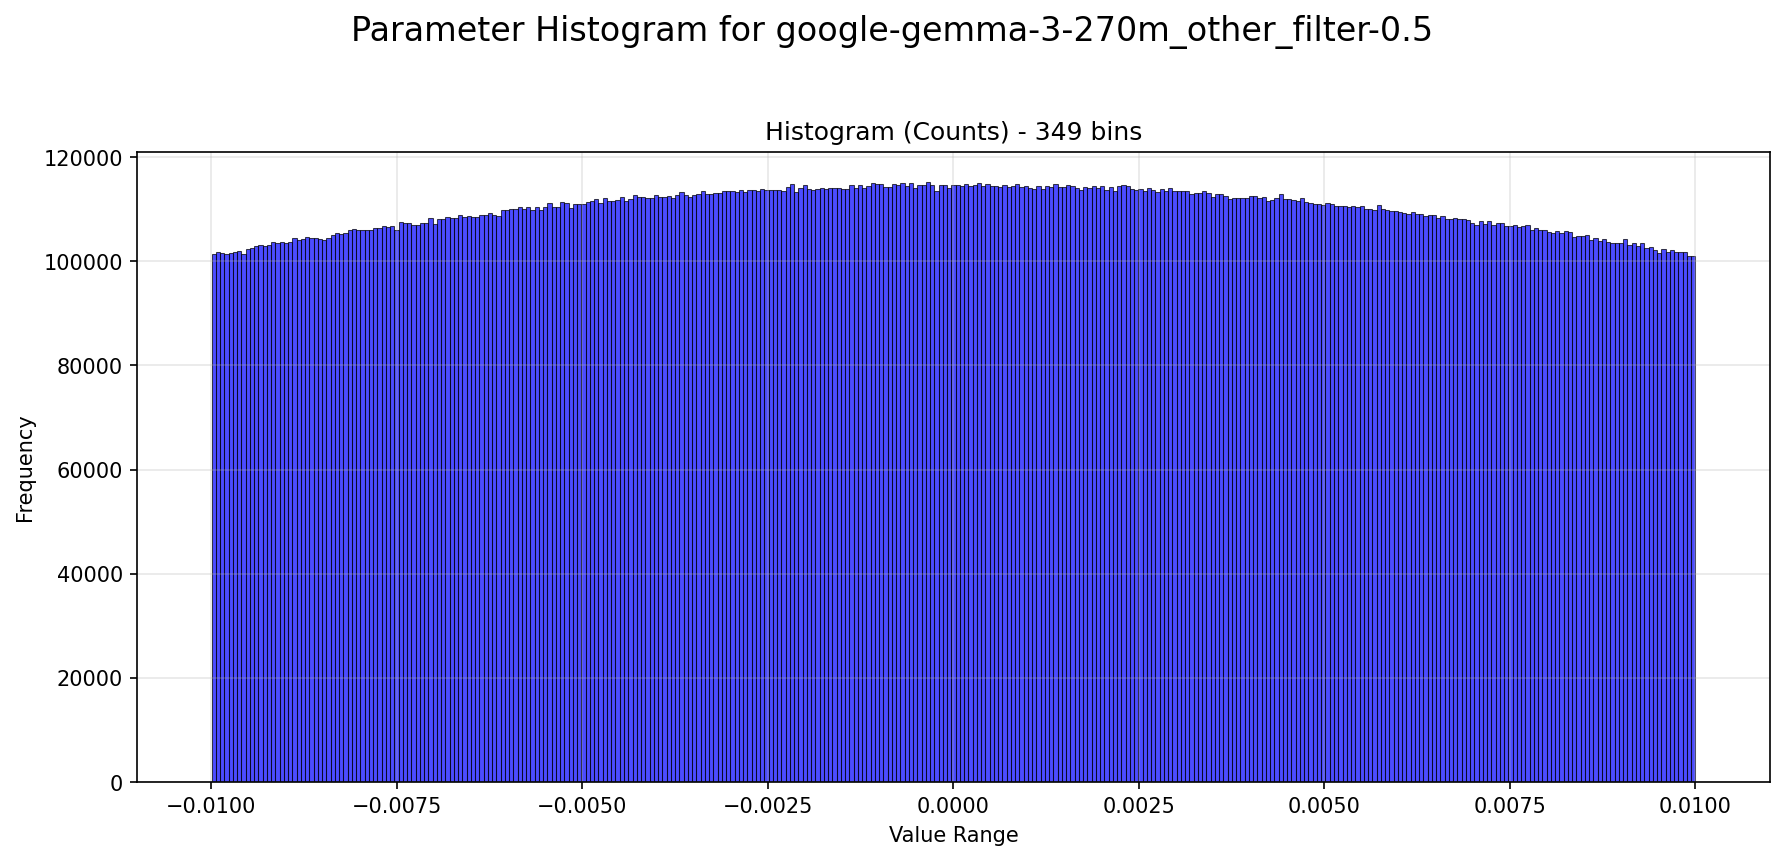 Parameter Histogram for google-gemma-3-270m_other_filter-0.5
Histogram (Counts) - 349 bins
120000
100000
80000
60000
40000
20000
0
Frequency
−0.0100 −0.0075 −0.0050 −0.0025 0.0000 0.0025 0.0050 0.0075 0.0100
Value Range